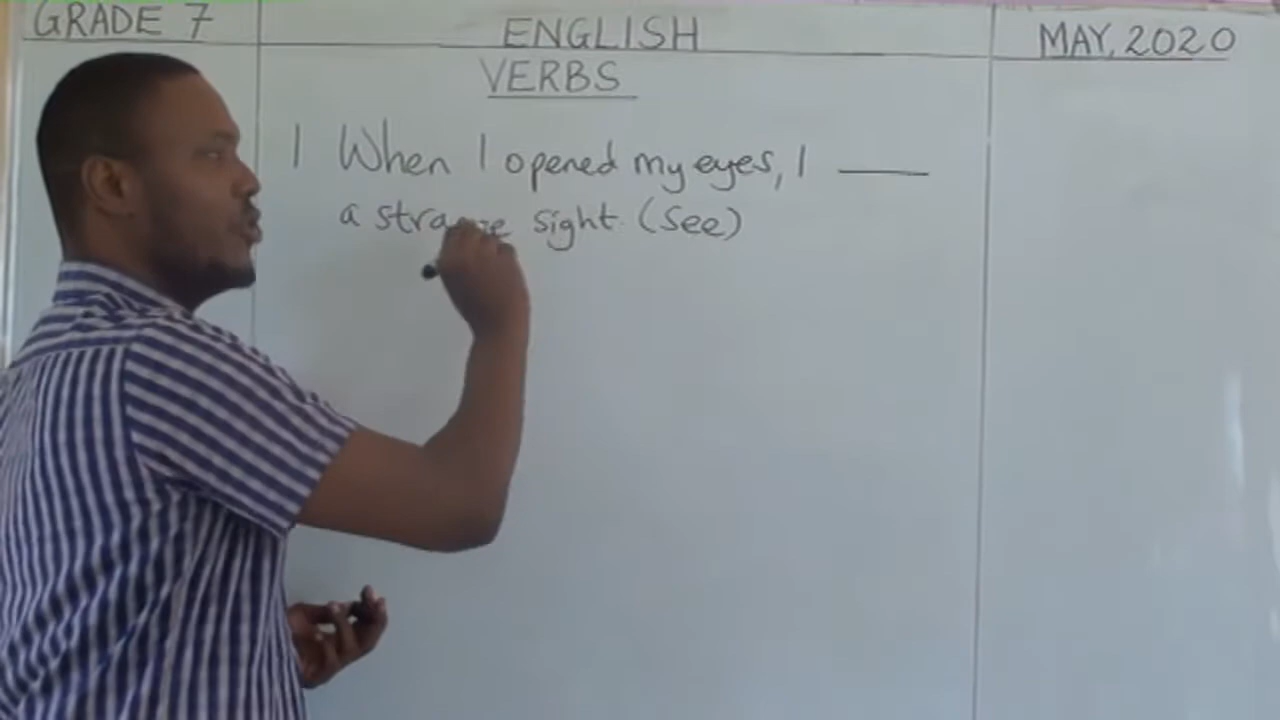 GRADE 7
ENGLISH
MAY, 2020
VERBS
1 When I opened my eyes, I ____
a sight. (see)